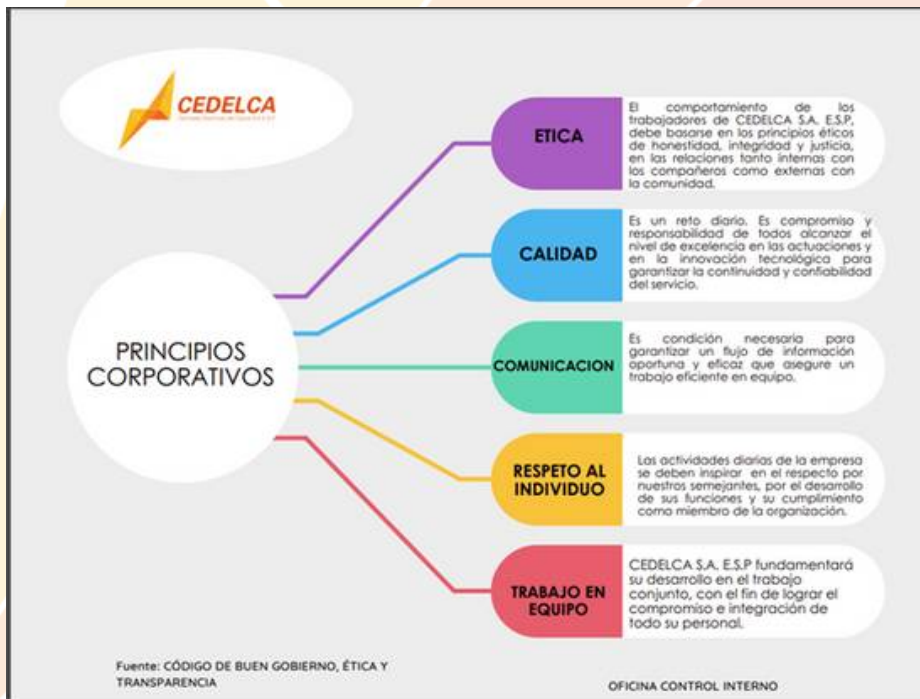 CEDELCA
ETICA
El comportamiento de los
trabajadores de CEDELCA S.A. E.S.P,
debe basarse en los principios éticos
de honestidad, integridad y justicia,
en las relaciones tanto internas con
los compañeros como externas con
la comunidad.
CALIDAD
Es un reto diario. Es compromiso y
responsabilidad de todos alcanzar el
nivel de excelencia en las actuaciones y
en la innovación tecnológica para
garantizar la continuidad y confiabilidad
del servicio.
PRINCIPIOS
CORPORATIVOS
COMUNICACION
Es condición necesaria para
garantizar un flujo de información
oportuna y eficaz que asegure un
trabajo eficiente en equipo.
RESPETO AL
INDIVIDUO
Las actividades diarias de la empresa
se deben inspirar en el respecto por
nuestros semejantes, por el desarrollo
de sus funciones y su cumplimiento
como miembro de la organización.
TRABAJO EN
EQUIPO
CEDELCA S.A. E.S.P fundamentará
su desarrollo en el trabajo
conjunto, con el fin de lograr el
compromiso e integración de
todo su personal.
Fuente: CÓDIGO DE BUEN GOBIERNO, ÉTICA Y
TRANSPARENCIA
OFICINA CONTROL INTERNO